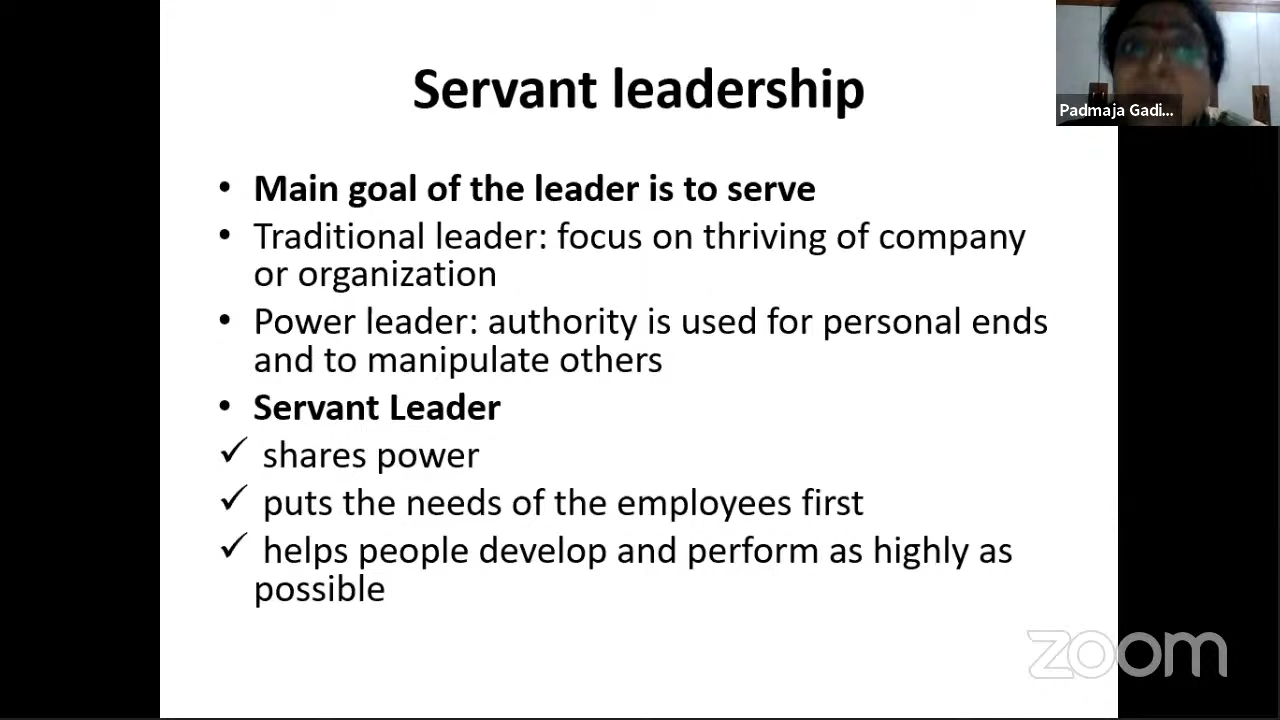 Servant leadership
Padmaja Gadi...
• Main goal of the leader is to serve
• Traditional leader: focus on thriving of company
or organization
• Power leader: authority is used for personal ends
and to manipulate others
• Servant Leader
✓ shares power
✓ puts the needs of the employees first
✓ helps people develop and perform as highly as
possible
zoom